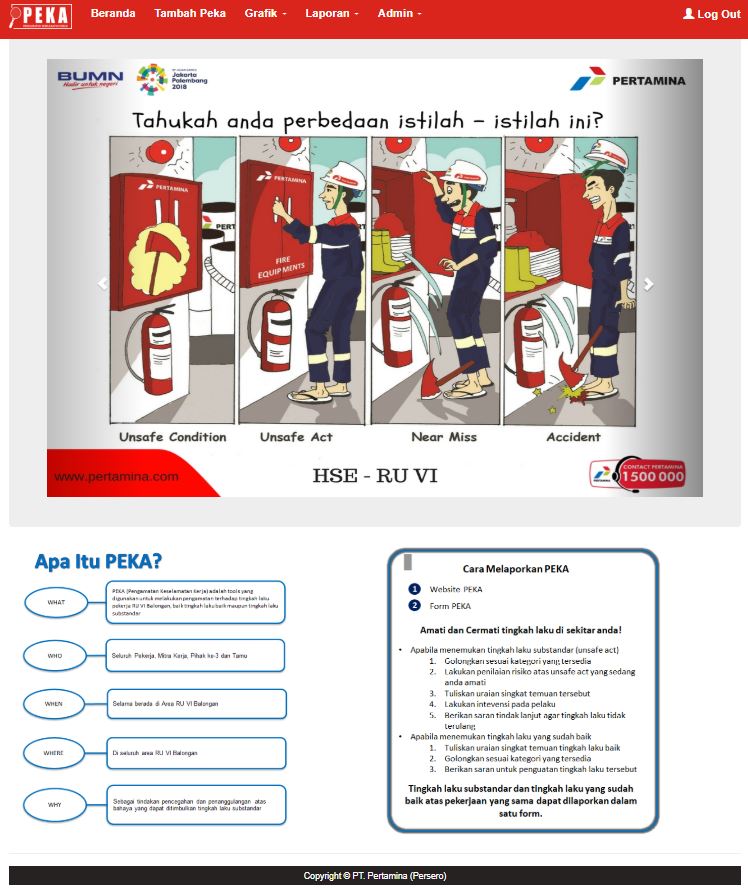 PEKA
Beranda
Tambah Peka
Grafik
Laporan
Admin
Log Out
BUMN
Hadir untuk negeri
Jakarta
Palembang
2018
PERTAMINA
Tahukah anda perbedaan istilah – istilah ini?
PERTAMINA
PERT
PERTAMINA
FIRE
EQUIPMENTS
Unsafe Condition
Unsafe Act
Near Miss
Accident
www.pertamina.com
HSE - RU VI
CONTACT PERTAMINA
1 500 000
Apa Itu PEKA?
WHAT
PEKA (Pengamatan Keselamatan Kerja) adalah tools yang
digunakan untuk melakukan pengamatan terhadap tingkah laku
pekerja RU VI Balongan, baik tingkah laku baik maupun tingkah laku
substandar
WHO
Seluruh Pekerja, Mitra Kerja, Pihak ke-3 dan Tamu
WHEN
Selama berada di Area RU VI Balongan
WHERE
Di seluruh area RU VI Balongan
WHY
Sebagai tindakan pencegahan dan penanggulangan atas
bahaya yang dapat ditimbulkan tingkah laku substandar
Cara Melaporkan PEKA
1 Website PEKA
2 Form PEKA
Amati dan Cermati tingkah laku di sekitar anda!
• Apabila menemukan tingkah laku substandar (unsafe act)
1. Golongkan sesuai kategori yang tersedia
2. Lakukan penilaian risiko atas unsafe act yang sedang
anda amati
3. Tuliskan uraian singkat temuan tersebut
4. Lakukan intevensi pada pelaku
5. Berikan saran tindak lanjut agar tingkah laku tidak
terulang
• Apabila menemukan tingkah laku yang sudah baik
1. Tuliskan uraian singkat temuan tingkah laku baik
2. Golongkan sesuai kategori yang tersedia
3. Berikan saran untuk penguatan tingkah laku tersebut
Tingkah laku substandar dan tingkah laku yang sudah
baik atas pekerjaan yang sama dapat dilaporkan dalam
satu form.
Copyright © PT. Pertamina (Persero)